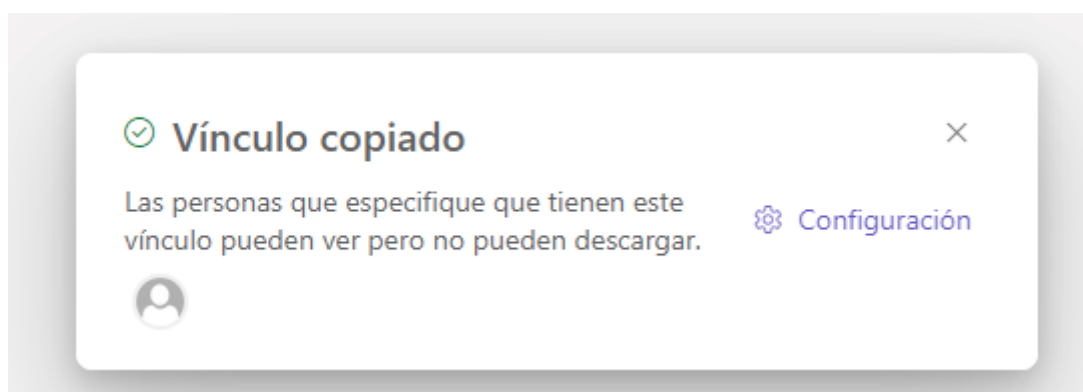 Vínculo copiado
Las personas que especifique que tienen este
vínculo pueden ver pero no pueden descargar.
Configuración